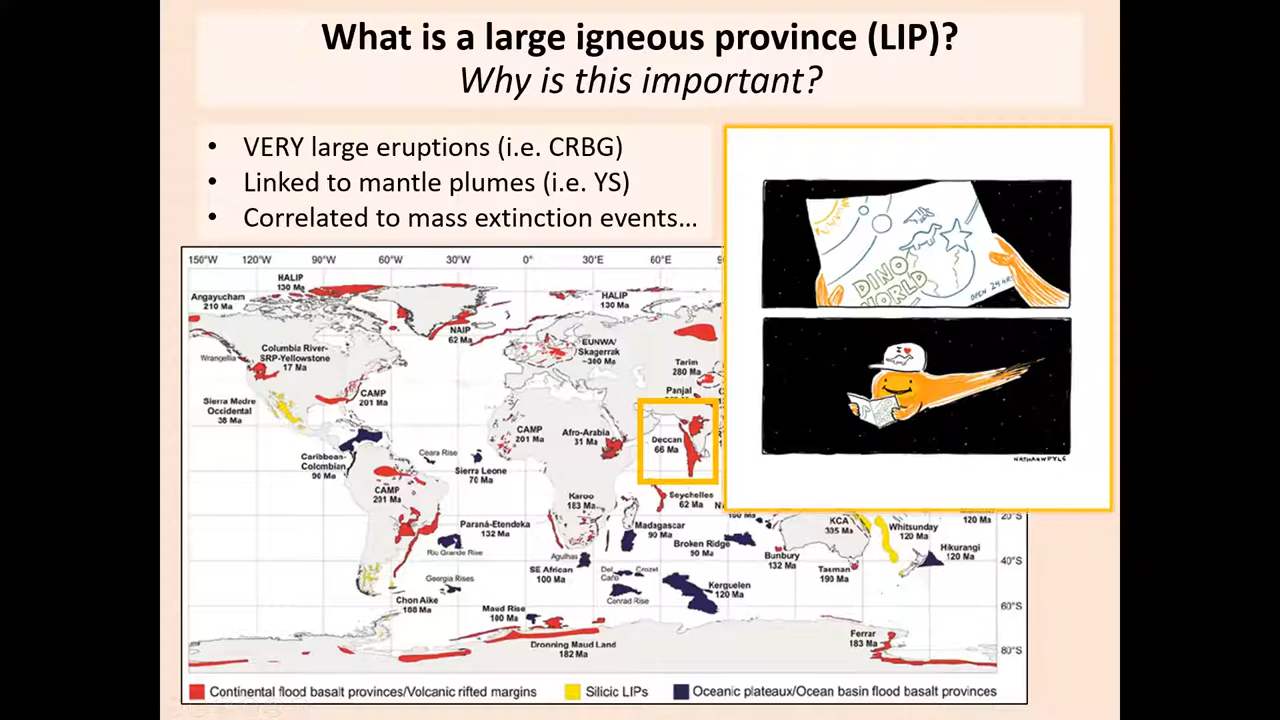 What is a large igneous province (LIP)?
Why is this important?
• VERY large eruptions (i.e. CRBG)
• Linked to mantle plumes (i.e. YS)
• Correlated to mass extinction events…
DINO
WORLD
OPEN 24 HR
NATHANWPYLE
150°W 120°W 90°W 60°W 30°W 0° 30°E 60°E
HALIP
130 Ma
Angayucham
210 Ma
HALIP
130 Ma
NAIP
62 Ma
EUNWA/
Skagerrak
~300 Ma
Wrangellia
Columbia River-
SRP-Yellowstone
17 Ma
Tarim
280 Ma
Panjal
CAMP
201 Ma
Sierra Madre
Occidental
38 Ma
CAMP
201 Ma
Afro-Arabia
31 Ma
Deccan
66 Ma
Caribbean-
Colombian
90 Ma
Ceara Rise
Sierra Leone
70 Ma
CAMP
201 Ma
Karoo
183 Ma
Seychelles
62 Ma
Paraná-Etendeka
132 Ma
Madagascar
90 Ma
Broken Ridge
90 Ma
KCA
305 Ma
Whitsunday
120 Ma
120 Ma
20°S
Rio Grande Rise
Agulhas
Bunbury
132 Ma
Hikurangi
120 Ma
40°S
SE African
100 Ma
Del
Caño
Crozet
Tasman
190 Ma
Georgia Rises
Conrad Rise
Kerguelen
120 Ma
Chon Aike
188 Ma
Maud Rise
100 Ma
60°S
Dronning Maud Land
182 Ma
Ferrar
183 Ma
80°S
Continental flood basalt provinces/Volcanic rifted margins
Silicic LIPs
Oceanic plateaux/Ocean basin flood basalt provinces